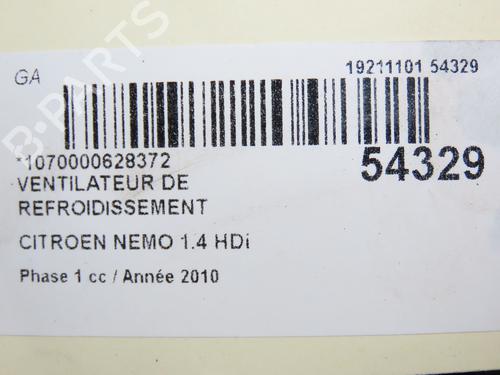 GA
19211101 54329
*1070000628372
54329
VENTILATEUR DE
REFROIDISSEMENT
CITROEN NEMO 1.4 HDi
Phase 1 cc / Année 2010
B-PARTS